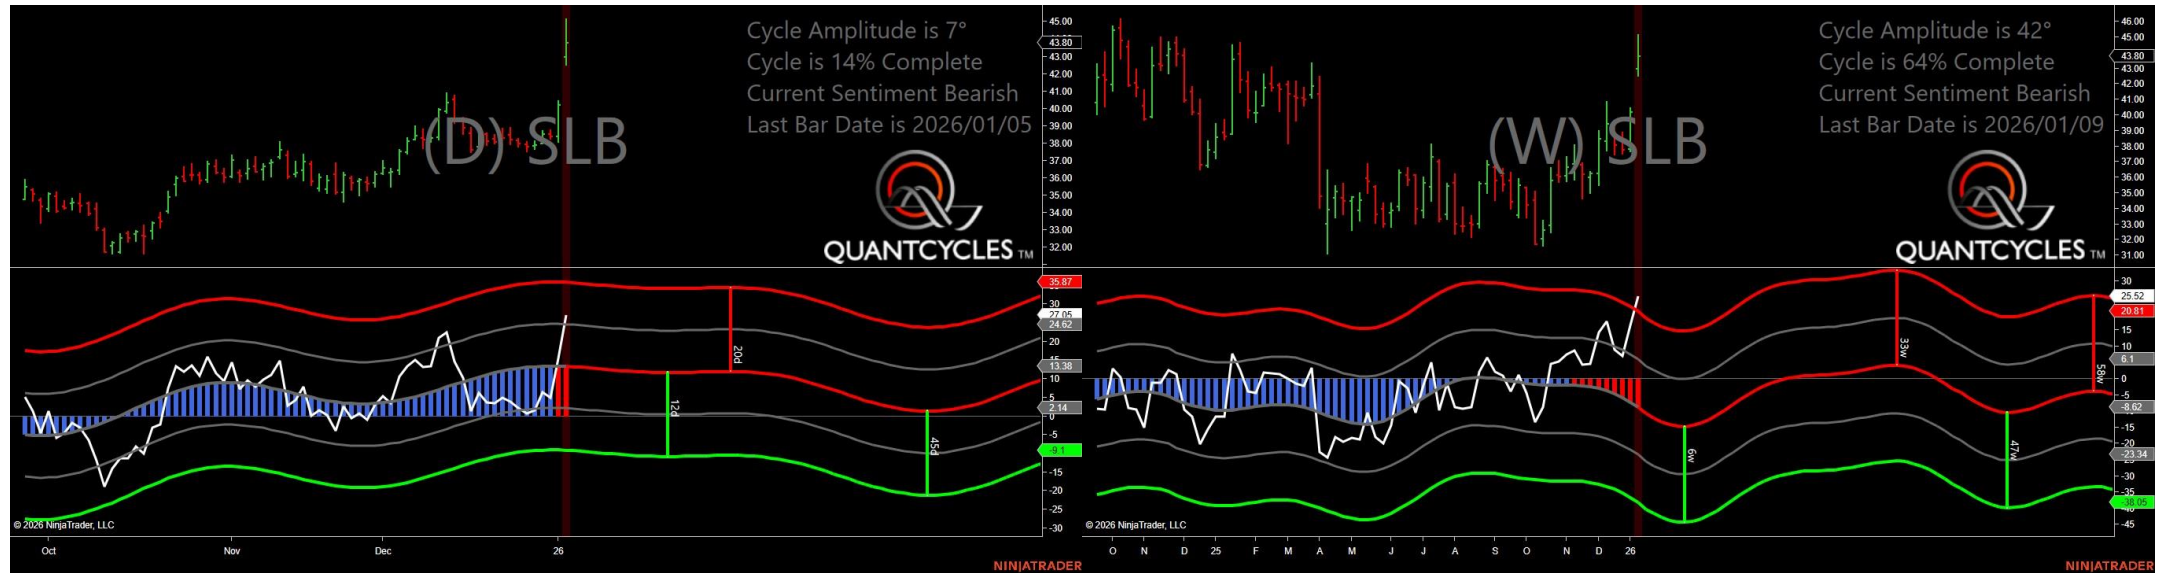 Cycle Amplitude is 7°
Cycle is 14% Complete
Current Sentiment Bearish
Last Bar Date is 2026/01/05
(D) SLB
QUANTCYCLES TM
45.00
43.80
43.00
42.00
41.00
40.00
39.00
38.00
37.00
36.00
35.00
34.00
33.00
32.00
35.87
30
27.05
24.62
20
13.38
10
5
2.14
0
-5
-9.1
-15
-20
-25
-30
20d
12d
45d
© 2026 NinjaTrader, LLC
Oct
Nov
Dec
26
NINJATRADER
Cycle Amplitude is 42°
Cycle is 64% Complete
Current Sentiment Bearish
Last Bar Date is 2026/01/09
(W) SLB
QUANTCYCLES TM
46.00
45.00
43.80
43.00
42.00
41.00
40.00
39.00
38.00
37.00
36.00
35.00
34.00
33.00
32.00
31.00
30
25.52
20.81
15
10
6.1
0
-5
-8.62
-15
-20
-23.34
-30
-35
-38.05
-45
33w
58w
6w
47w
© 2026 NinjaTrader, LLC
O N D 25 F M A M J J A S O N D 26
NINJATRADER